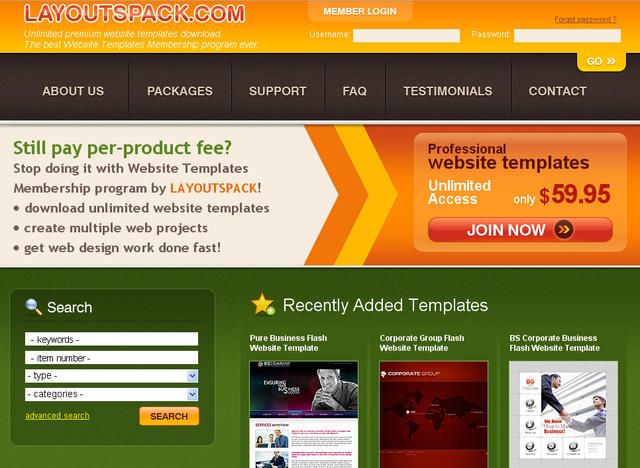 LAYOUTSPACK.COM
Unlimited premium website templates download.
The best Website Templates Membership program ever.
MEMBER LOGIN
Forgot password ?
Username:
Password:
GO »
ABOUT US
PACKAGES
SUPPORT
FAQ
TESTIMONIALS
CONTACT
Still pay per-product fee?
Stop doing it with Website Templates
Membership program by LAYOUTSPACK!
• download unlimited website templates
• create multiple web projects
• get web design work done fast!
Professional
website templates
Unlimited
Access
only $59.95
JOIN NOW »
Search
- keywords -
- item number -
- type -
- categories -
advanced search
SEARCH
Recently Added Templates
Pure Business Flash
Website Template
Corporate Group Flash
Website Template
BS Corporate Business
Flash Website Template
ENSURING
BUSINESS
SERVICES overview
CORPORATE GROUP
BS
Corporate
We Know
How to Make
Business!